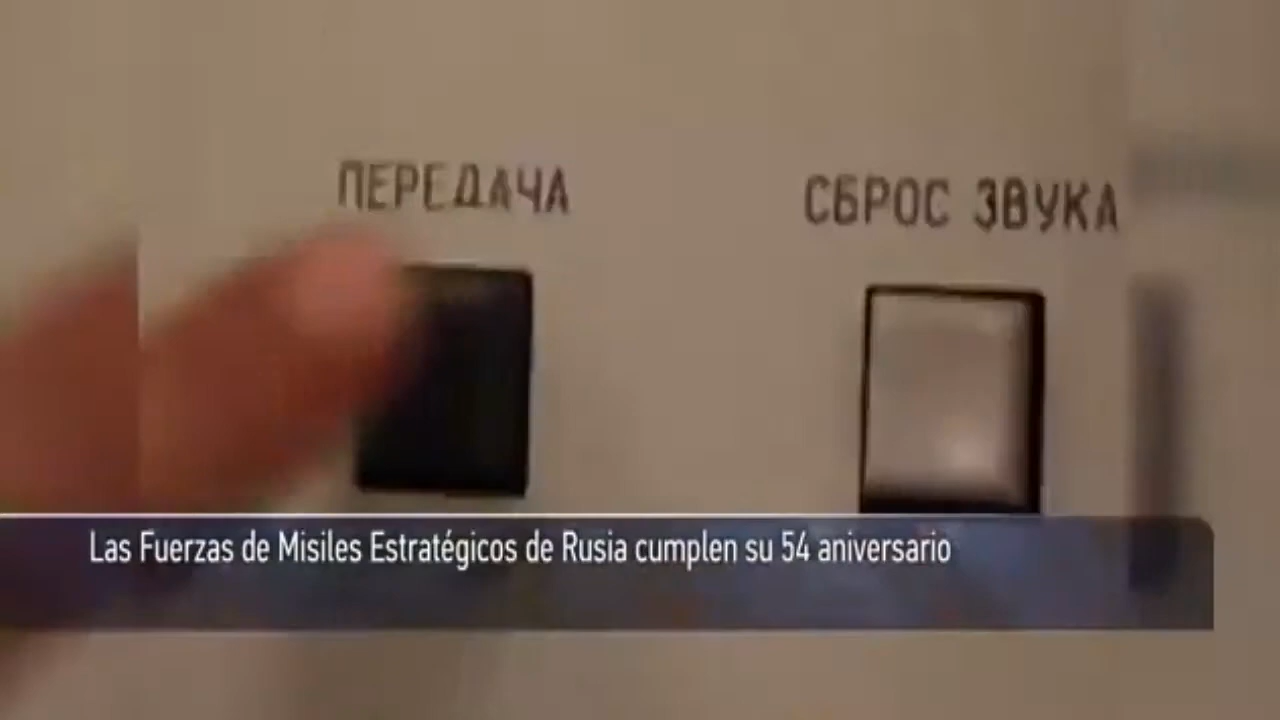 ПЕРЕДАЧА
СБРОС ЗВУКА
Las Fuerzas de Misiles Estratégicos de Rusia cumplen su 54 aniversario